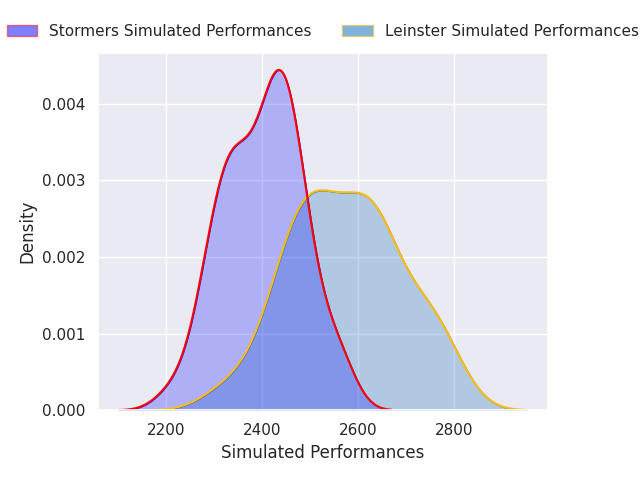 Stormers Simulated Performances Leinster Simulated Performances
0.004
0.003
0.002
0.001
0.000
Density
2200 2400 2600 2800
Simulated Performances